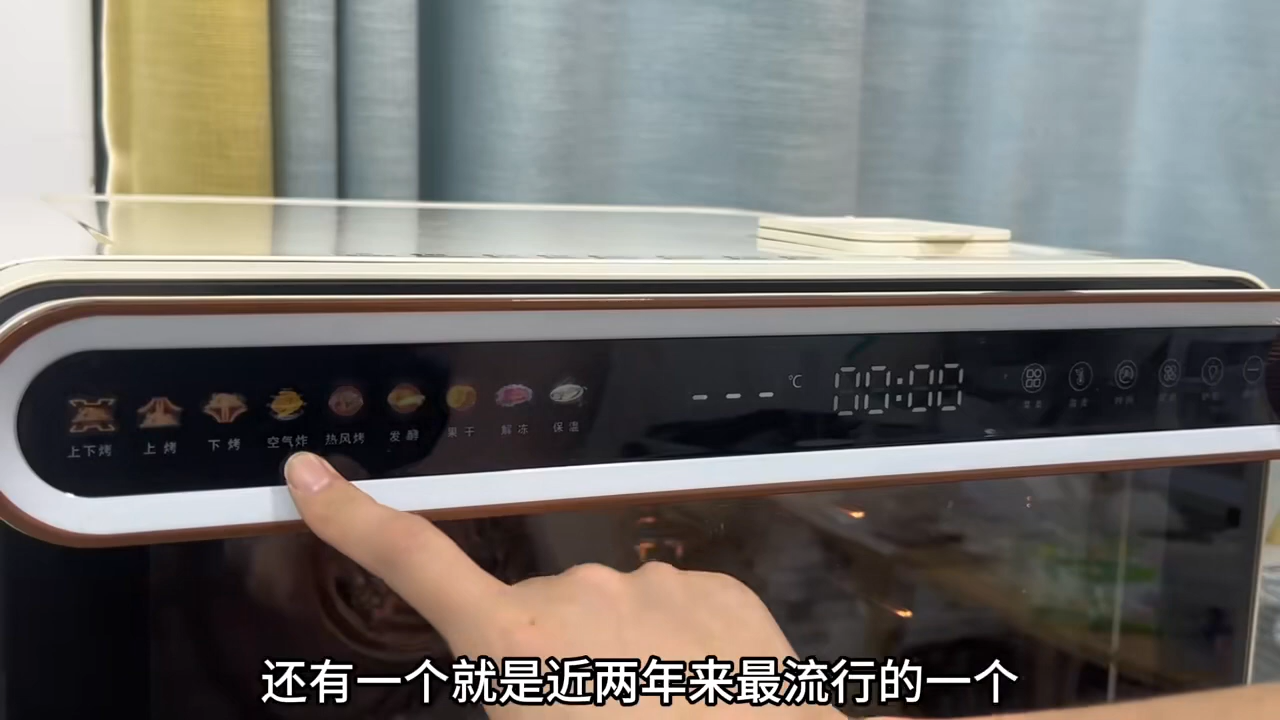 上下烤
上烤
下烤
空气炸
热风烤
发酵
果干
解冻
保温
--- ℃
00:00
还有一个就是近两年来最流行的一个